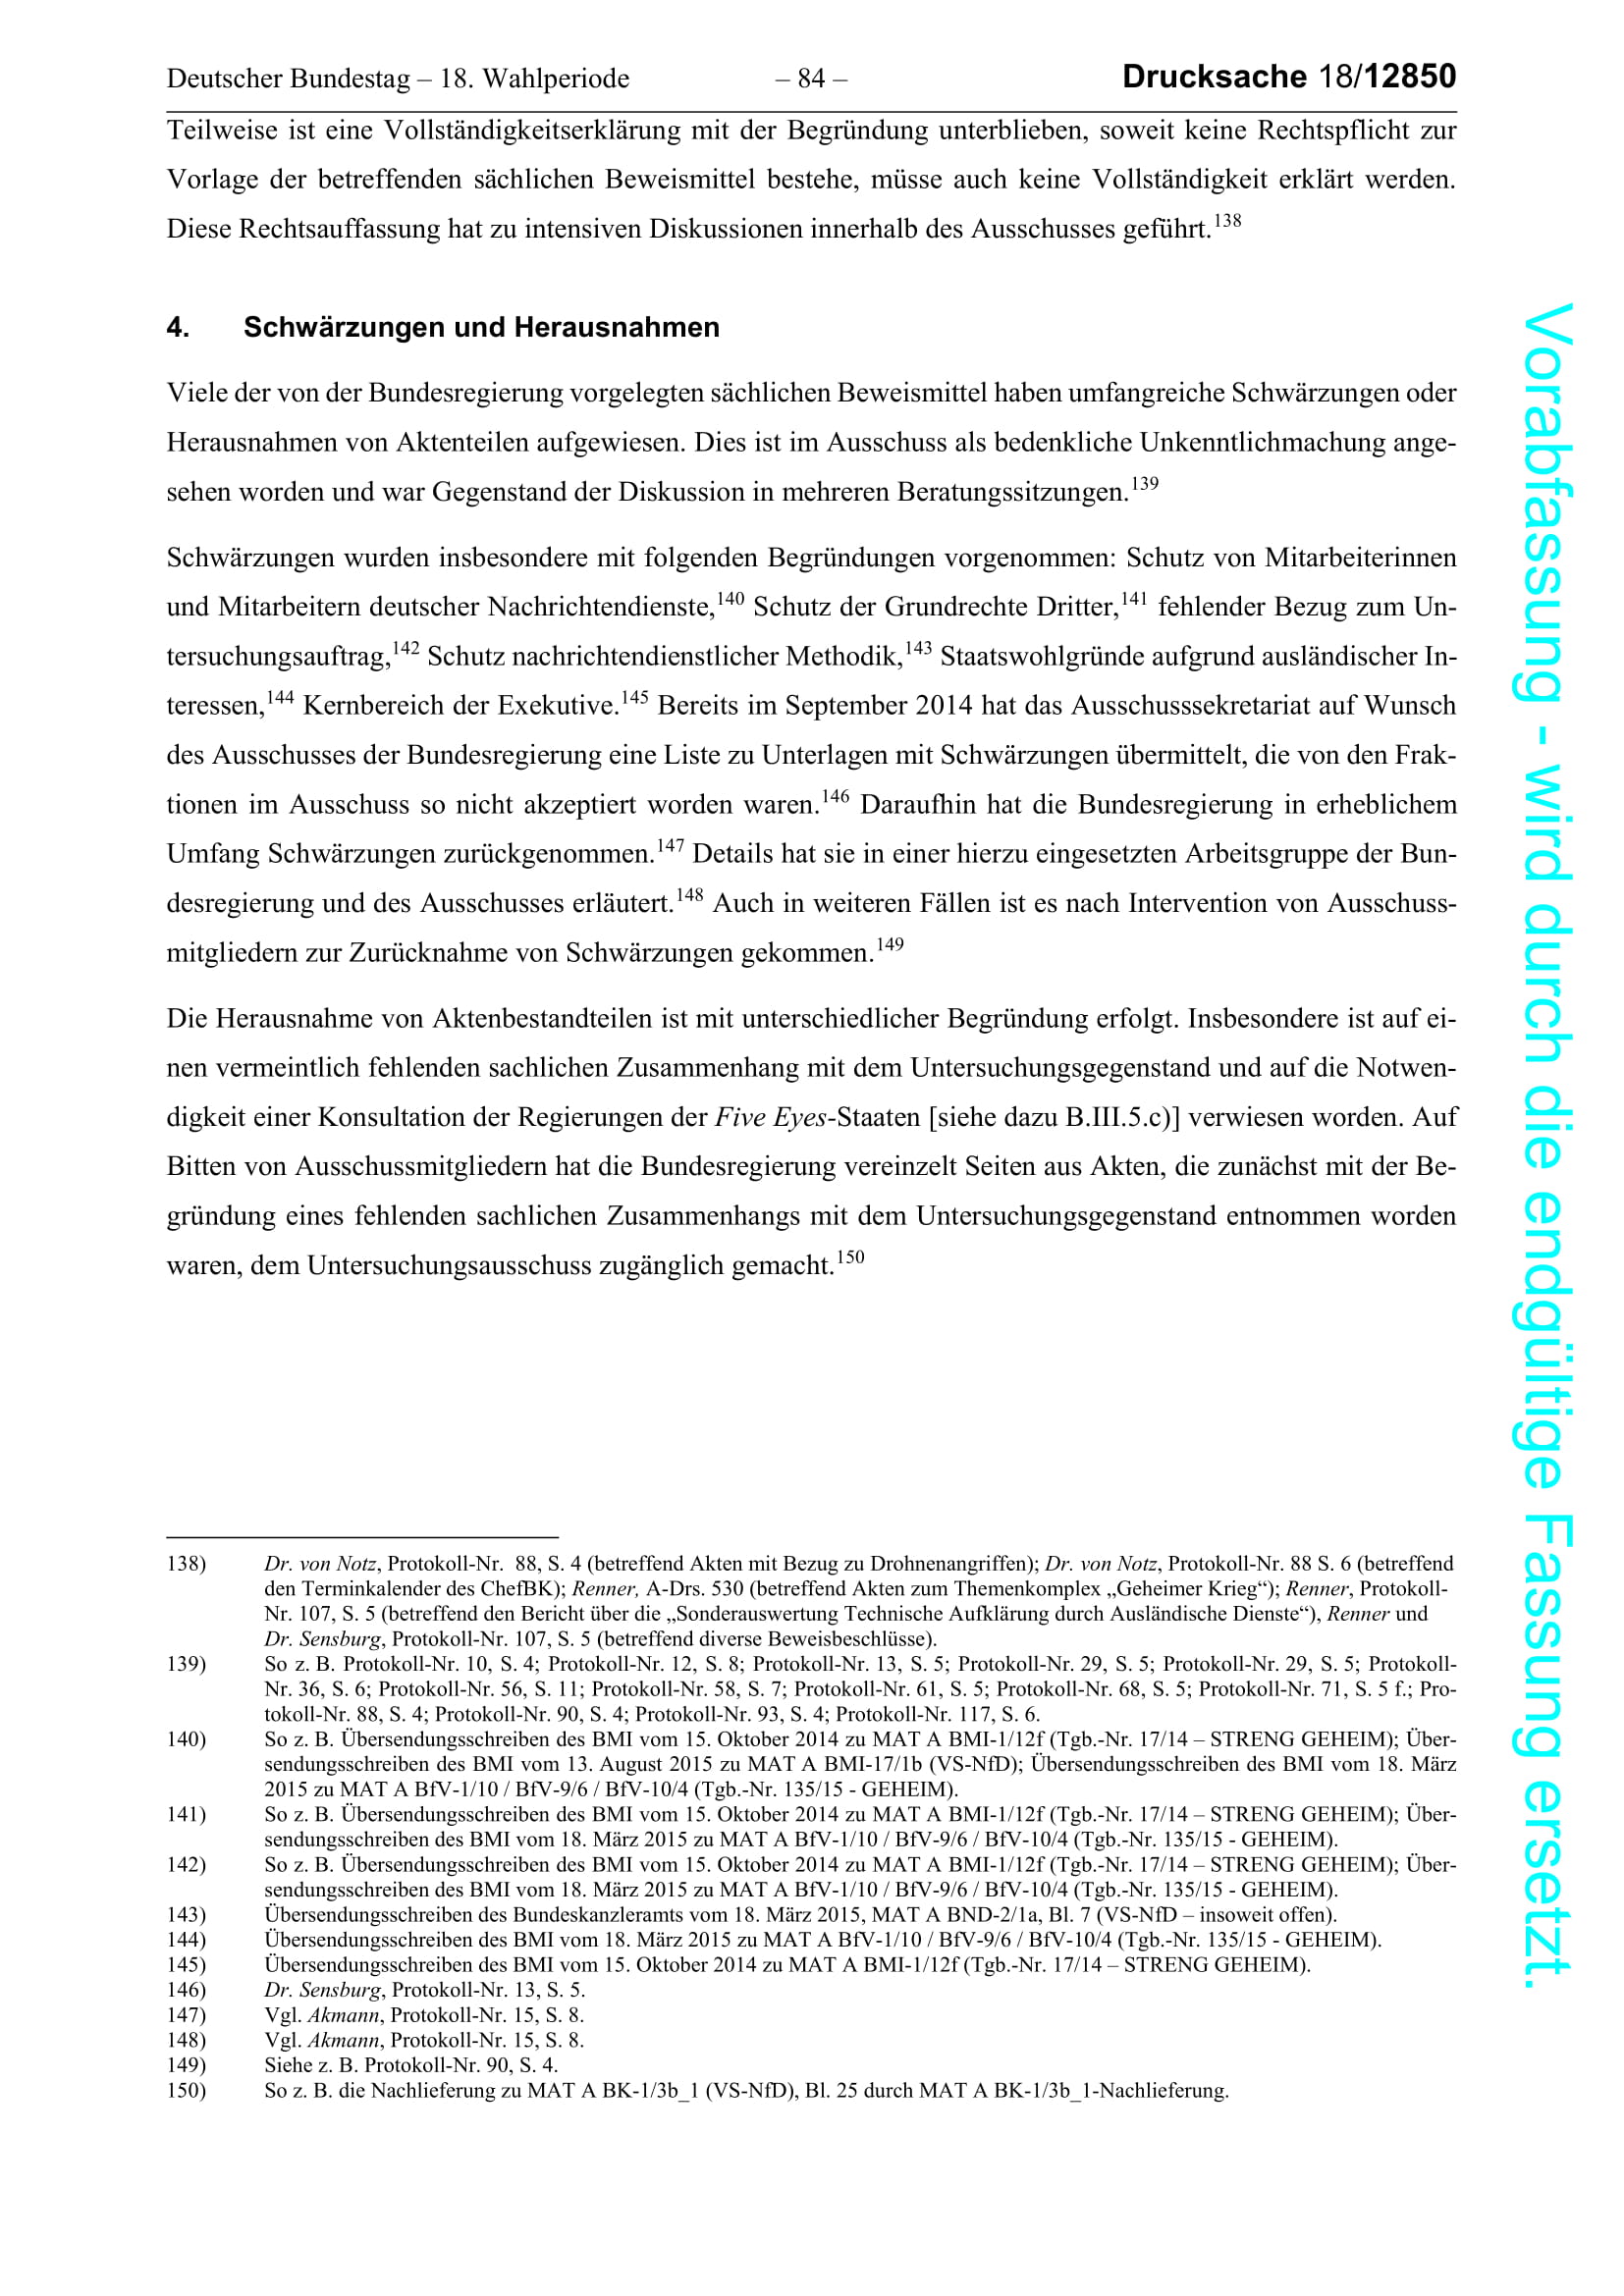 Deutscher Bundestag – 18. Wahlperiode – 84 – Drucksache 18/12850
Teilweise ist eine Vollständigkeitserklärung mit der Begründung unterblieben, soweit keine Rechtspflicht zur
Vorlage der betreffenden sächlichen Beweismittel bestehe, müsse auch keine Vollständigkeit erklärt werden.
Diese Rechtsauffassung hat zu intensiven Diskussionen innerhalb des Ausschusses geführt.138
4. Schwärzungen und Herausnahmen
Viele der von der Bundesregierung vorgelegten sächlichen Beweismittel haben umfangreiche Schwärzungen oder
Herausnahmen von Aktenteilen aufgewiesen. Dies ist im Ausschuss als bedenkliche Unkenntlichmachung ange-
sehen worden und war Gegenstand der Diskussion in mehreren Beratungssitzungen.139
Schwärzungen wurden insbesondere mit folgenden Begründungen vorgenommen: Schutz von Mitarbeiterinnen
und Mitarbeitern deutscher Nachrichtendienste,140 Schutz der Grundrechte Dritter,141 fehlender Bezug zum Un-
tersuchungsauftrag,142 Schutz nachrichtendienstlicher Methodik,143 Staatswohlgründe aufgrund ausländischer In-
teressen,144 Kernbereich der Exekutive.145 Bereits im September 2014 hat das Ausschusssekretariat auf Wunsch
des Ausschusses der Bundesregierung eine Liste zu Unterlagen mit Schwärzungen übermittelt, die von den Frak-
tionen im Ausschuss so nicht akzeptiert worden waren.146 Daraufhin hat die Bundesregierung in erheblichem
Umfang Schwärzungen zurückgenommen.147 Details hat sie in einer hierzu eingesetzten Arbeitsgruppe der Bun-
desregierung und des Ausschusses erläutert.148 Auch in weiteren Fällen ist es nach Intervention von Ausschuss-
mitgliedern zur Zurücknahme von Schwärzungen gekommen.149
Die Herausnahme von Aktenbestandteilen ist mit unterschiedlicher Begründung erfolgt. Insbesondere ist auf ei-
nen vermeintlich fehlenden sachlichen Zusammenhang mit dem Untersuchungsgegenstand und auf die Notwen-
digkeit einer Konsultation der Regierungen der Five Eyes-Staaten [siehe dazu B.III.5.c)] verwiesen worden. Auf
Bitten von Ausschussmitgliedern hat die Bundesregierung vereinzelt Seiten aus Akten, die zunächst mit der Be-
gründung eines fehlenden sachlichen Zusammenhangs mit dem Untersuchungsgegenstand entnommen worden
waren, dem Untersuchungsausschuss zugänglich gemacht.150
138) Dr. von Notz, Protokoll-Nr. 88, S. 4 (betreffend Akten mit Bezug zu Drohnenangriffen); Dr. von Notz, Protokoll-Nr. 88 S. 6 (betreffend
den Terminkalender des ChefBK); Renner, A-Drs. 530 (betreffend Akten zum Themenkomplex „Geheimer Krieg“); Renner, Protokoll-
Nr. 107, S. 5 (betreffend den Bericht über die „Sonderauswertung Technische Aufklärung durch Ausländische Dienste“), Renner und
Dr. Sensburg, Protokoll-Nr. 107, S. 5 (betreffend diverse Beweisbeschlüsse).
139) So z. B. Protokoll-Nr. 10, S. 4; Protokoll-Nr. 12, S. 8; Protokoll-Nr. 13, S. 5; Protokoll-Nr. 29, S. 5; Protokoll-Nr. 29, S. 5; Protokoll-
Nr. 36, S. 6; Protokoll-Nr. 56, S. 11; Protokoll-Nr. 58, S. 7; Protokoll-Nr. 61, S. 5; Protokoll-Nr. 68, S. 5; Protokoll-Nr. 71, S. 5 f.; Pro-
tokoll-Nr. 88, S. 4; Protokoll-Nr. 90, S. 4; Protokoll-Nr. 93, S. 4; Protokoll-Nr. 117, S. 6.
140) So z. B. Übersendungsschreiben des BMI vom 15. Oktober 2014 zu MAT A BMI-1/12f (Tgb.-Nr. 17/14 – STRENG GEHEIM); Über-
sendungsschreiben des BMI vom 13. August 2015 zu MAT A BMI-17/1b (VS-NfD); Übersendungsschreiben des BMI vom 18. März
2015 zu MAT A BfV-1/10 / BfV-9/6 / BfV-10/4 (Tgb.-Nr. 135/15 - GEHEIM).
141) So z. B. Übersendungsschreiben des BMI vom 15. Oktober 2014 zu MAT A BMI-1/12f (Tgb.-Nr. 17/14 – STRENG GEHEIM); Über-
sendungsschreiben des BMI vom 18. März 2015 zu MAT A BfV-1/10 / BfV-9/6 / BfV-10/4 (Tgb.-Nr. 135/15 - GEHEIM).
142) So z. B. Übersendungsschreiben des BMI vom 15. Oktober 2014 zu MAT A BMI-1/12f (Tgb.-Nr. 17/14 – STRENG GEHEIM); Über-
sendungsschreiben des BMI vom 18. März 2015 zu MAT A BfV-1/10 / BfV-9/6 / BfV-10/4 (Tgb.-Nr. 135/15 - GEHEIM).
143) Übersendungsschreiben des Bundeskanzleramts vom 18. März 2015, MAT A BND-2/1a, Bl. 7 (VS-NfD – insoweit offen).
144) Übersendungsschreiben des BMI vom 18. März 2015 zu MAT A BfV-1/10 / BfV-9/6 / BfV-10/4 (Tgb.-Nr. 135/15 - GEHEIM).
145) Übersendungsschreiben des BMI vom 15. Oktober 2014 zu MAT A BMI-1/12f (Tgb.-Nr. 17/14 – STRENG GEHEIM).
146) Dr. Sensburg, Protokoll-Nr. 13, S. 5.
147) Vgl. Akmann, Protokoll-Nr. 15, S. 8.
148) Vgl. Akmann, Protokoll-Nr. 15, S. 8.
149) Siehe z. B. Protokoll-Nr. 90, S. 4.
150) So z. B. die Nachlieferung zu MAT A BK-1/3b_1 (VS-NfD), Bl. 25 durch MAT A BK-1/3b_1-Nachlieferung.
Vorabfassung - wird durch die endgültige Fassung ersetzt.